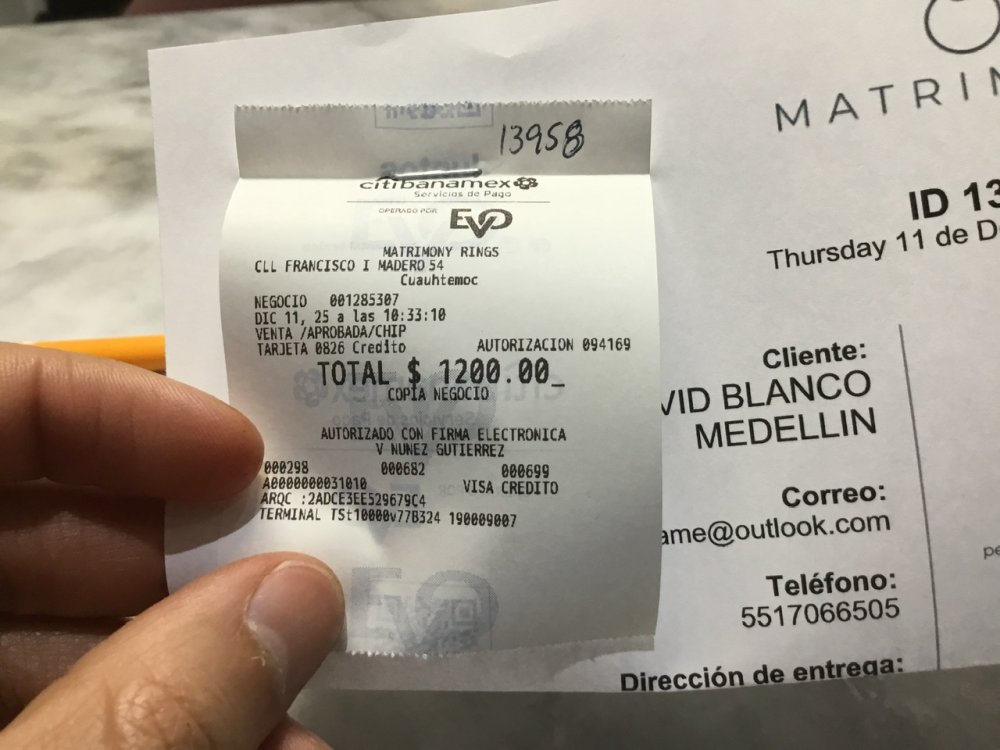 13958
citibanamex
Servicios de Pago
OPERADO POR EVO
MATRIMONY RINGS
CLL FRANCISCO I MADERO 54
Cuauhtemoc
NEGOCIO 001285307
DIC 11, 25 a las 10:33:10
VENTA /APROBADA/CHIP
TARJETA 0826 Credito AUTORIZACION 094169
TOTAL $ 1200.00_
COPIA NEGOCIO
AUTORIZADO CON FIRMA ELECTRONICA
V NUNEZ GUTIERREZ
000298 000682 000699
A0000000031010 VISA CREDITO
ARQC :2ADCE3EE529679C4
TERMINAL TSt10000v77B324 190009007
MATRIM
ID 13
Thursday 11 de D
Cliente:
VID BLANCO
MEDELLIN
Correo:
ame@outlook.com
Teléfono:
5517066505
Dirección de entrega:
pe